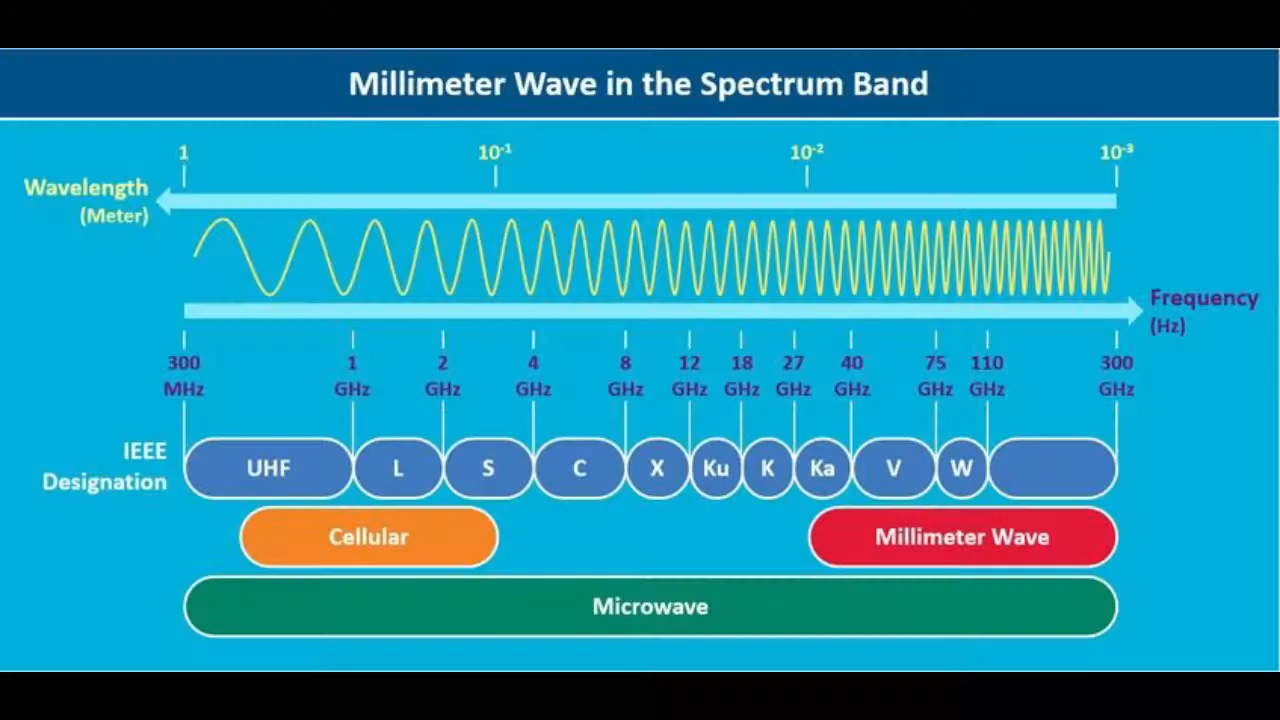 Millimeter Wave in the Spectrum Band
1 10⁻¹ 10⁻² 10⁻³
Wavelength
(Meter)
Frequency
(Hz)
300 1 2 4 8 12 18 27 40 75 110 300
MHz GHz GHz GHz GHz GHz GHz GHz GHz GHz GHz GHz
IEEE
Designation
UHF L S C X Ku K Ka V W
Cellular Millimeter Wave
Microwave